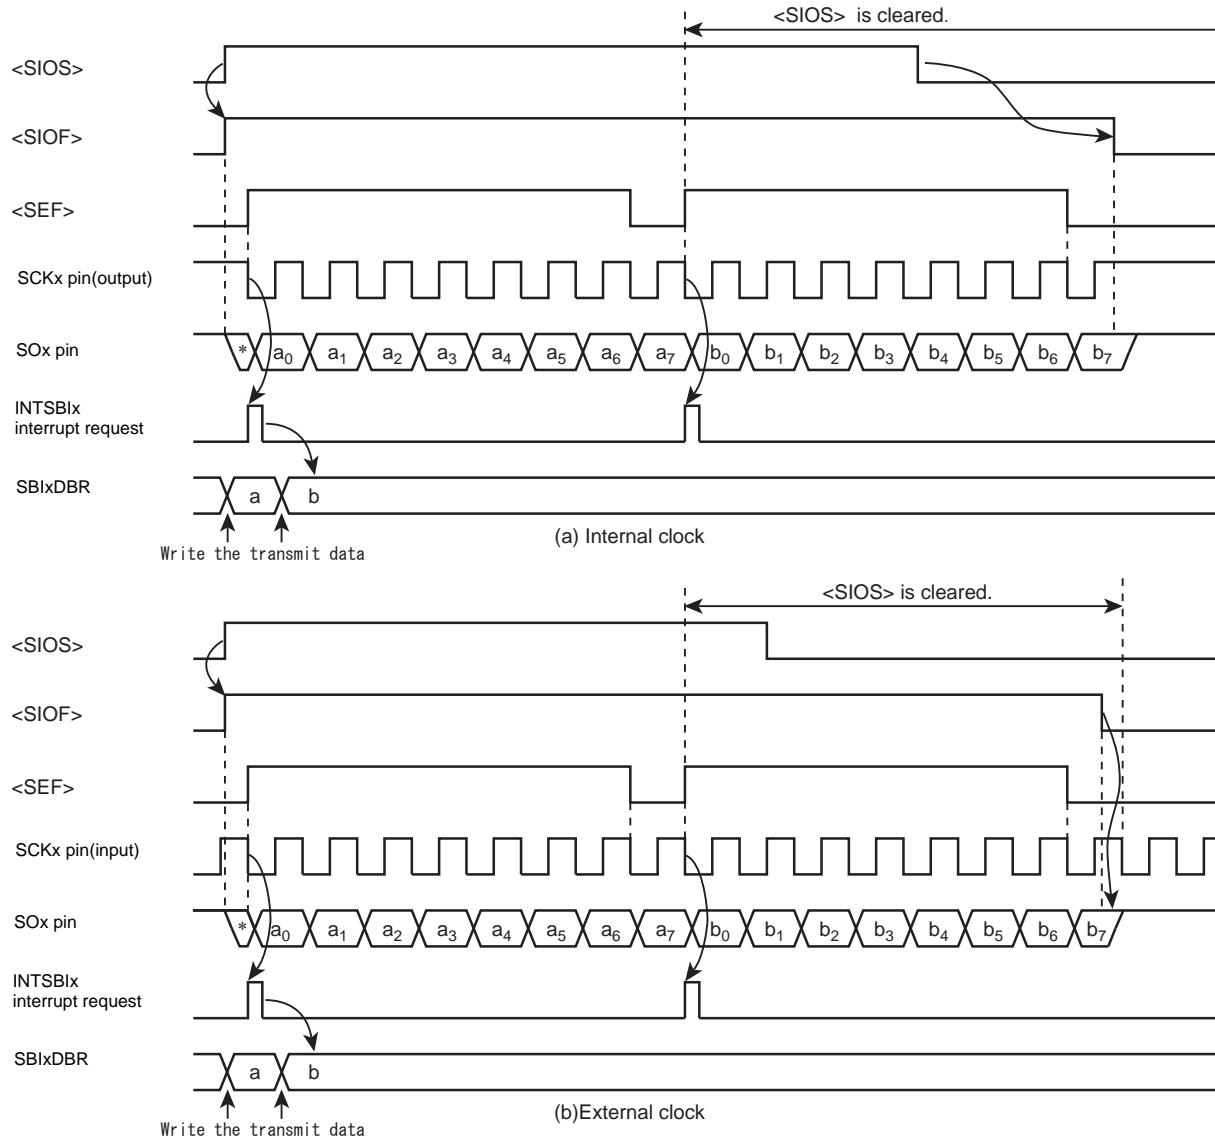 <SIOS> is cleared.
<SIOS>
<SIOF>
<SEF>
SCKx pin(output)
SOx pin
* a0 a1 a2 a3 a4 a5 a6 a7 b0 b1 b2 b3 b4 b5 b6 b7
INTSBIx
interrupt request
SBIxDBR
a b
(a) Internal clock
Write the transmit data
<SIOS> is cleared.
<SIOS>
<SIOF>
<SEF>
SCKx pin(input)
SOx pin
* a0 a1 a2 a3 a4 a5 a6 a7 b0 b1 b2 b3 b4 b5 b6 b7
INTSBIx
interrupt request
SBIxDBR
a b
(b)External clock
Write the transmit data